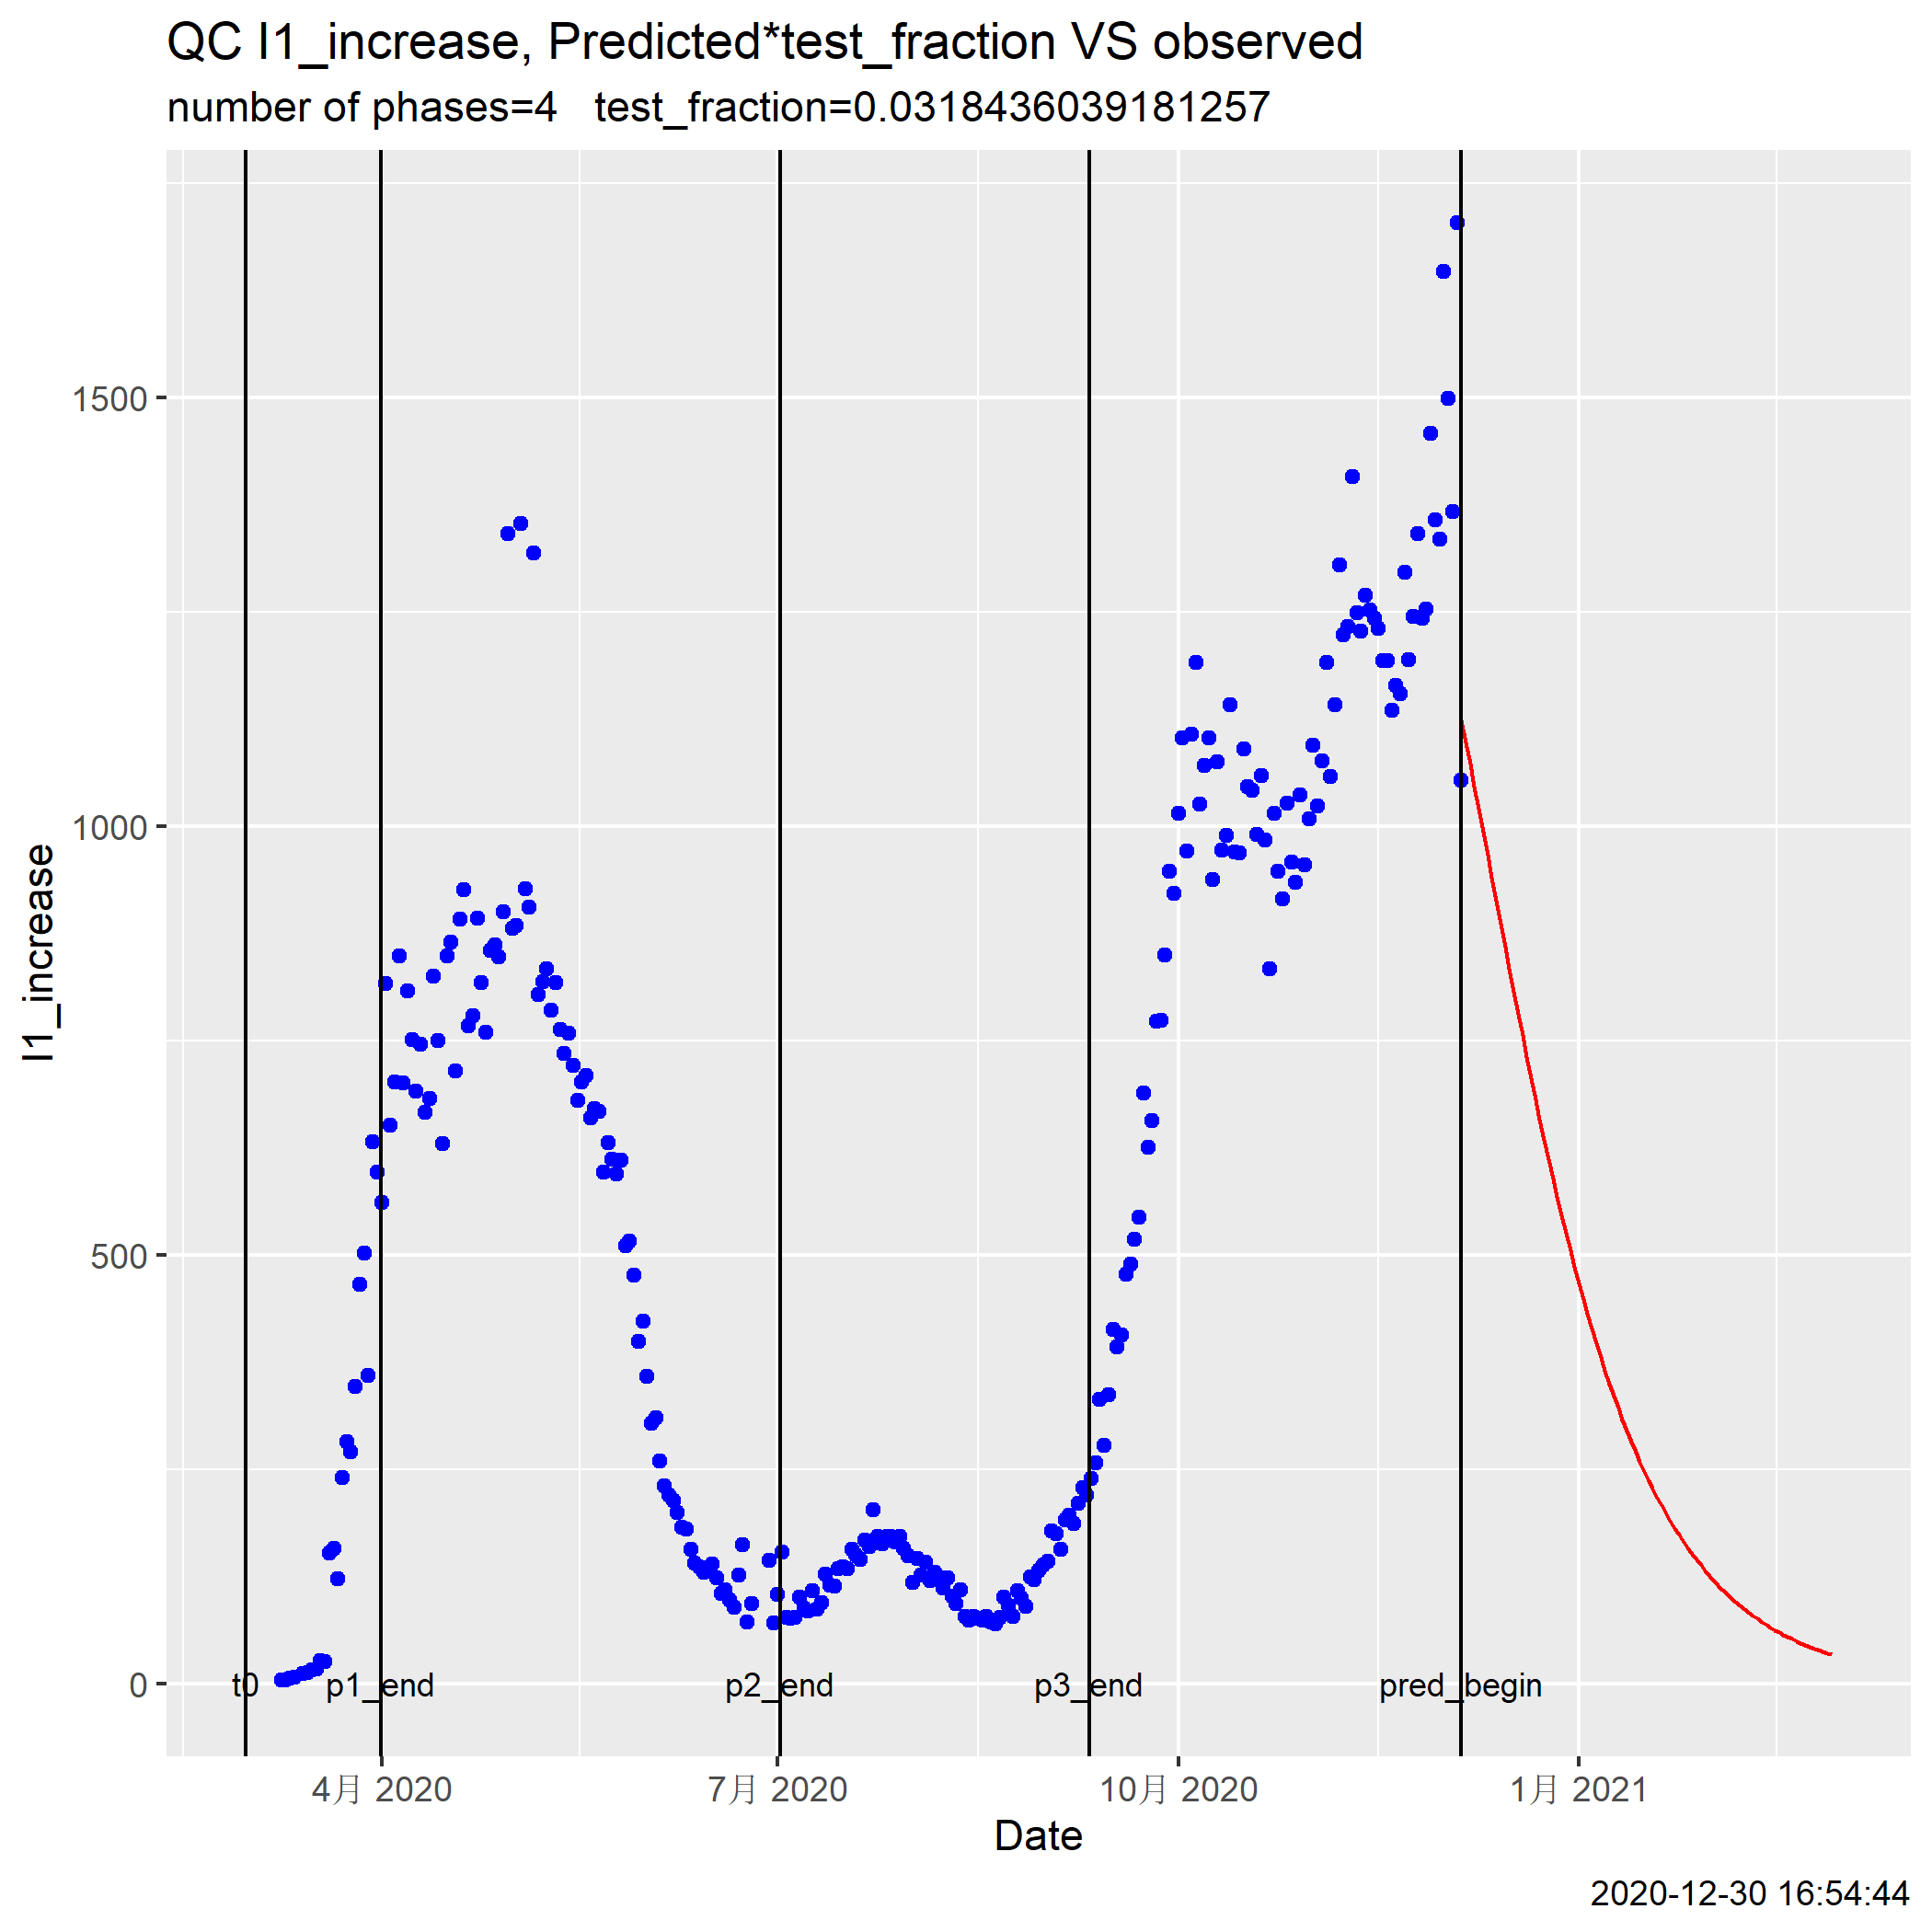 QC I1_increase, Predicted*test_fraction VS observed
number of phases=4   test_fraction=0.0318436039181257
I1_increase
1500
1000
500
0
t0
p1_end
p2_end
p3_end
pred_begin
4月 2020
7月 2020
10月 2020
1月 2021
Date
2020-12-30 16:54:44